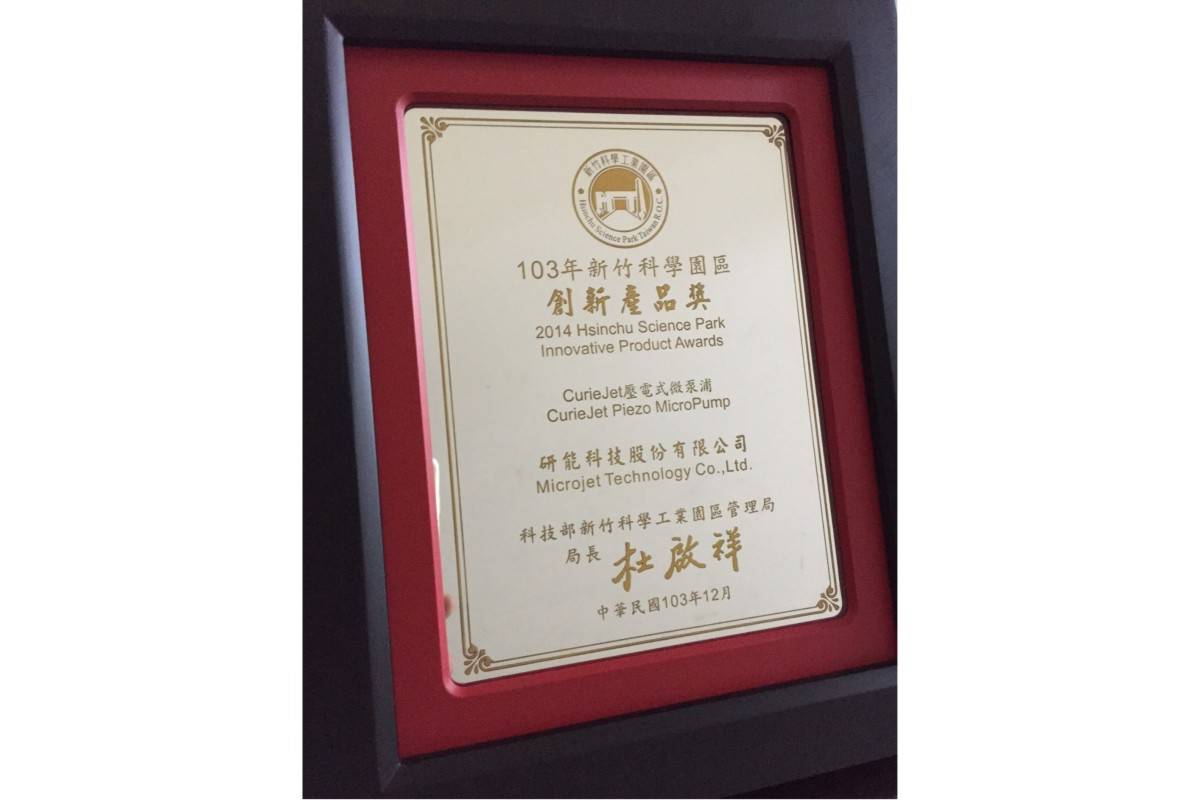 新竹科學工業園區
Hsinchu Science Park Taiwan R.O.C.
103年新竹科學園區
創新產品獎
2014 Hsinchu Science Park
Innovative Product Awards
CurieJet壓電式微泵浦
CurieJet Piezo MicroPump
研能科技股份有限公司
Microjet Technology Co.,Ltd.
科技部新竹科學工業園區管理局
局長 杜啟祥
中華民國103年12月